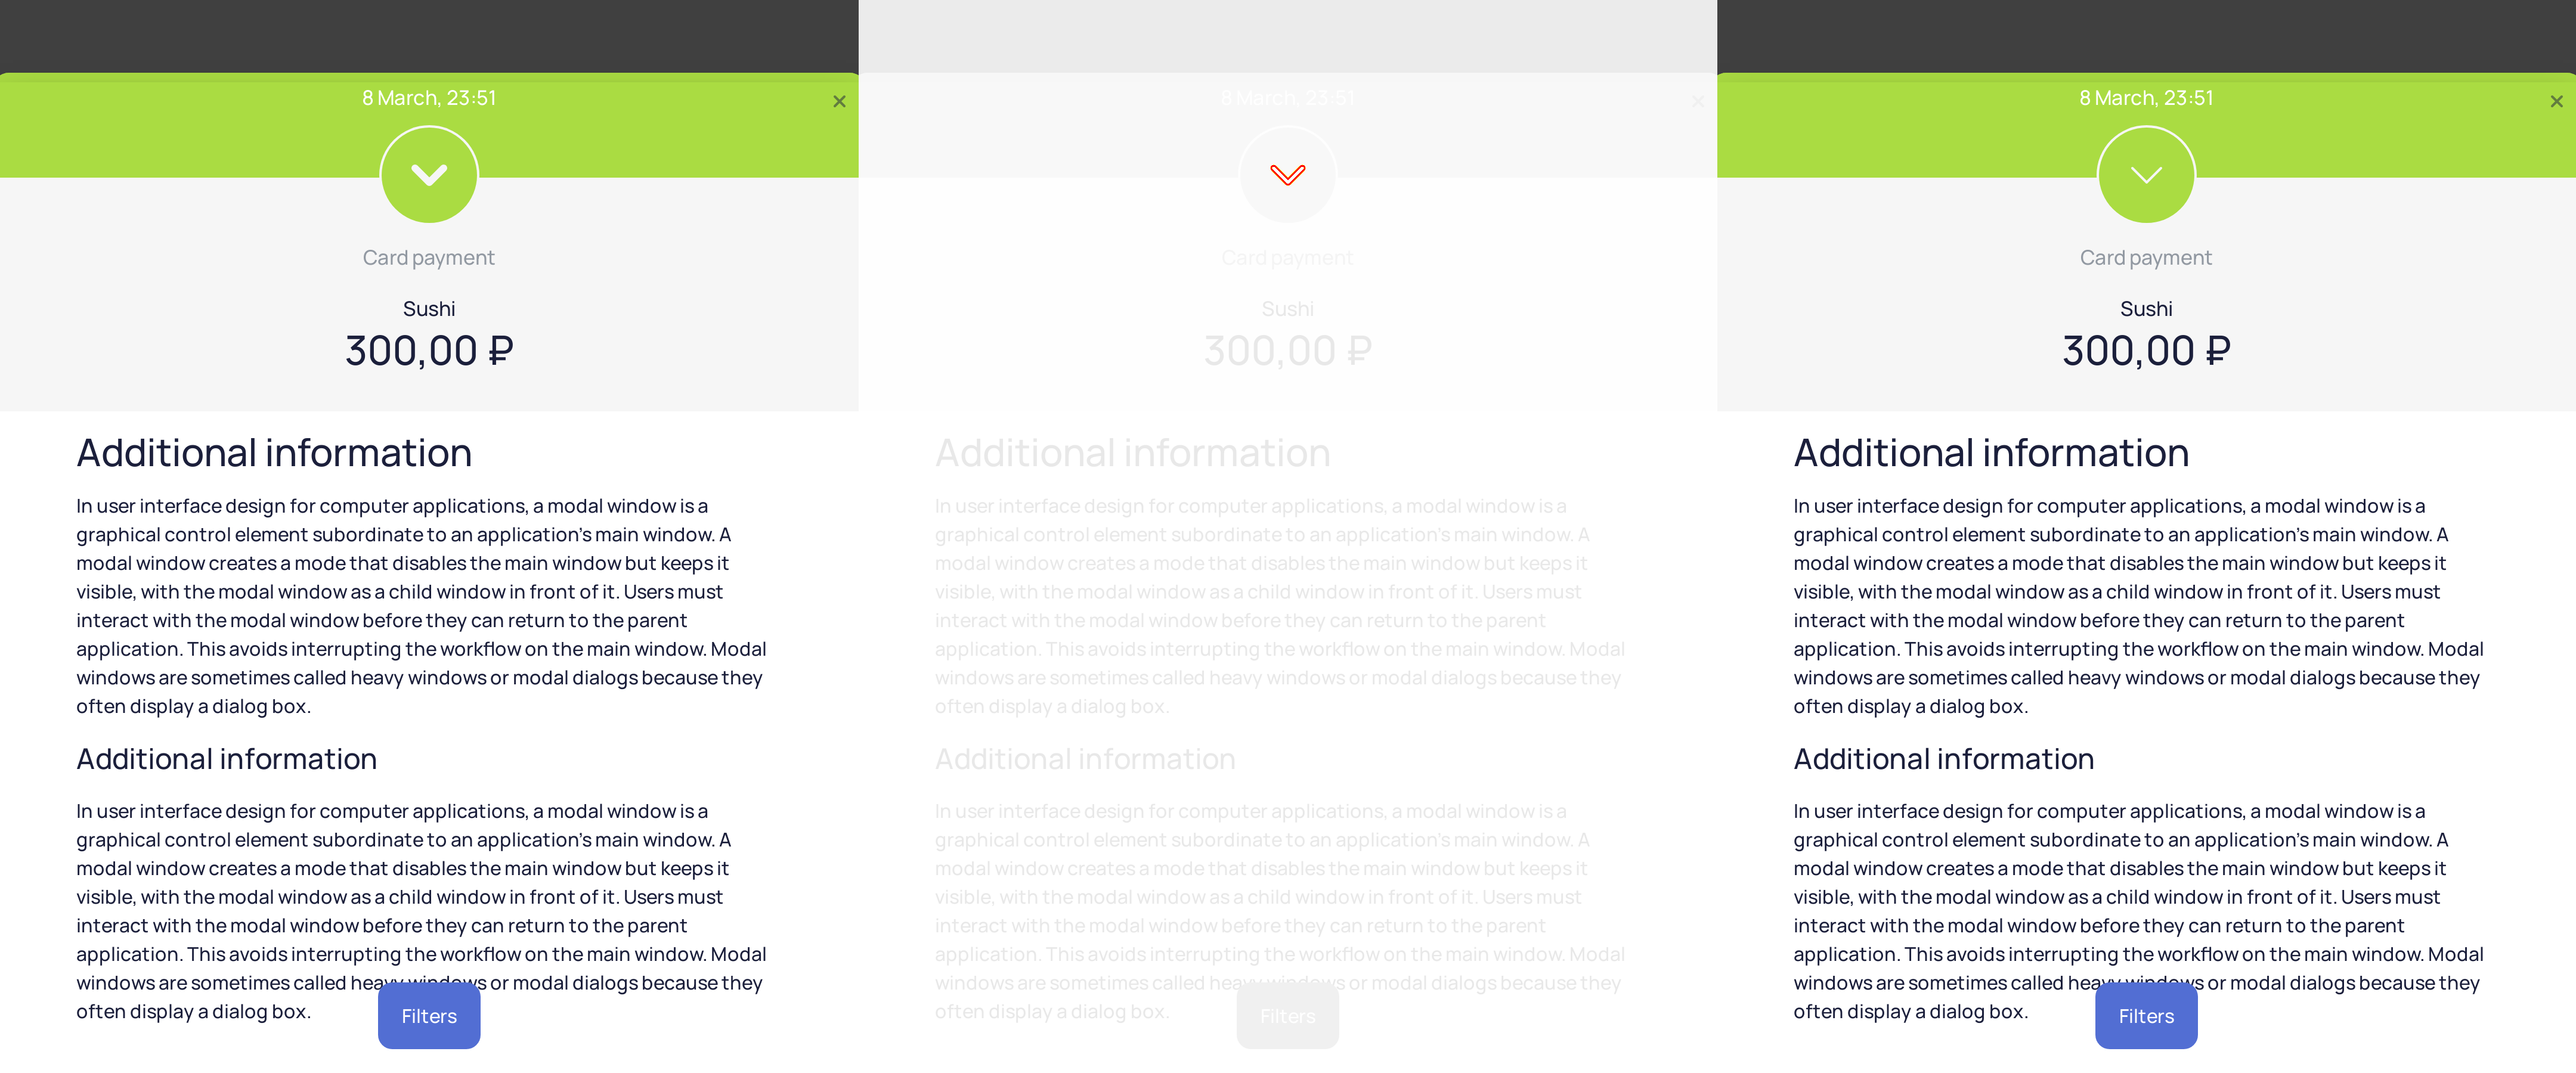 8 March, 23:51
Card payment
Sushi
300,00 ₽
Additional information
In user interface design for computer applications, a modal window is a
graphical control element subordinate to an application's main window. A
modal window creates a mode that disables the main window but keeps it
visible, with the modal window as a child window in front of it. Users must
interact with the modal window before they can return to the parent
application. This avoids interrupting the workflow on the main window. Modal
windows are sometimes called heavy windows or modal dialogs because they
often display a dialog box.
Additional information
In user interface design for computer applications, a modal window is a
graphical control element subordinate to an application's main window. A
modal window creates a mode that disables the main window but keeps it
visible, with the modal window as a child window in front of it. Users must
interact with the modal window before they can return to the parent
application. This avoids interrupting the workflow on the main window. Modal
windows are sometimes called heavy windows or modal dialogs because they
often display a dialog box.
Filters
8 March, 23:51
Card payment
Sushi
300,00 ₽
Additional information
In user interface design for computer applications, a modal window is a
graphical control element subordinate to an application's main window. A
modal window creates a mode that disables the main window but keeps it
visible, with the modal window as a child window in front of it. Users must
interact with the modal window before they can return to the parent
application. This avoids interrupting the workflow on the main window. Modal
windows are sometimes called heavy windows or modal dialogs because they
often display a dialog box.
Additional information
In user interface design for computer applications, a modal window is a
graphical control element subordinate to an application's main window. A
modal window creates a mode that disables the main window but keeps it
visible, with the modal window as a child window in front of it. Users must
interact with the modal window before they can return to the parent
application. This avoids interrupting the workflow on the main window. Modal
windows are sometimes called heavy windows or modal dialogs because they
often display a dialog box.
Filters
8 March, 23:51
Card payment
Sushi
300,00 ₽
Additional information
In user interface design for computer applications, a modal window is a
graphical control element subordinate to an application's main window. A
modal window creates a mode that disables the main window but keeps it
visible, with the modal window as a child window in front of it. Users must
interact with the modal window before they can return to the parent
application. This avoids interrupting the workflow on the main window. Modal
windows are sometimes called heavy windows or modal dialogs because they
often display a dialog box.
Additional information
In user interface design for computer applications, a modal window is a
graphical control element subordinate to an application's main window. A
modal window creates a mode that disables the main window but keeps it
visible, with the modal window as a child window in front of it. Users must
interact with the modal window before they can return to the parent
application. This avoids interrupting the workflow on the main window. Modal
windows are sometimes called heavy windows or modal dialogs because they
often display a dialog box.
Filters